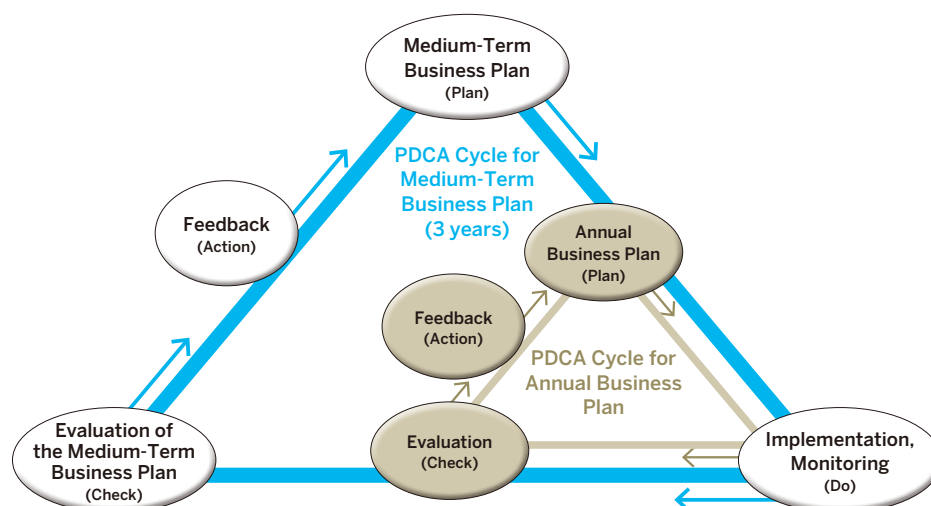 Medium-Term
Business Plan
(Plan)
PDCA Cycle for
Medium-Term
Business Plan
(3 years)
Feedback
(Action)
Annual
Business Plan
(Plan)
Feedback
(Action)
PDCA Cycle for
Annual Business
Plan
Evaluation of
the Medium-Term
Business Plan
(Check)
Evaluation
(Check)
Implementation,
Monitoring
(Do)